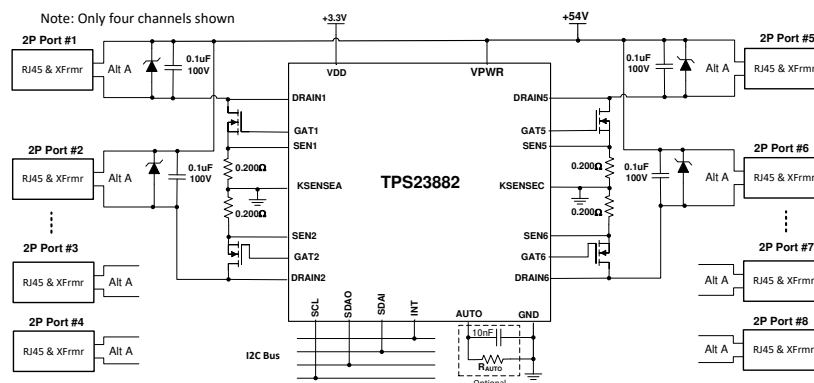 Note: Only four channels shown
+3.3V
+54V
2P Port #1
RJ45 & XFrmr
Alt A
0.1uF
100V
VDD
VPWR
2P Port #5
RJ45 & XFrmr
Alt A
0.1uF
100V
DRAIN1
GAT1
SEN1
DRAIN5
GAT5
SEN5
2P Port #2
RJ45 & XFrmr
Alt A
0.1uF
100V
0.200Ω
KSENSEA
0.200Ω
TPS23882
KSENSEC
0.200Ω
0.200Ω
0.1uF
100V
2P Port #6
RJ45 & XFrmr
Alt A
SEN2
GAT2
DRAIN2
SEN6
GAT6
DRAIN6
2P Port #3
RJ45 & XFrmr
Alt A
2P Port #7
RJ45 & XFrmr
Alt A
SCL
SDAO
SDAI
INT
AUTO
GND
2P Port #4
RJ45 & XFrmr
Alt A
2P Port #8
RJ45 & XFrmr
Alt A
I2C Bus
10nF
RAUTO
Optional